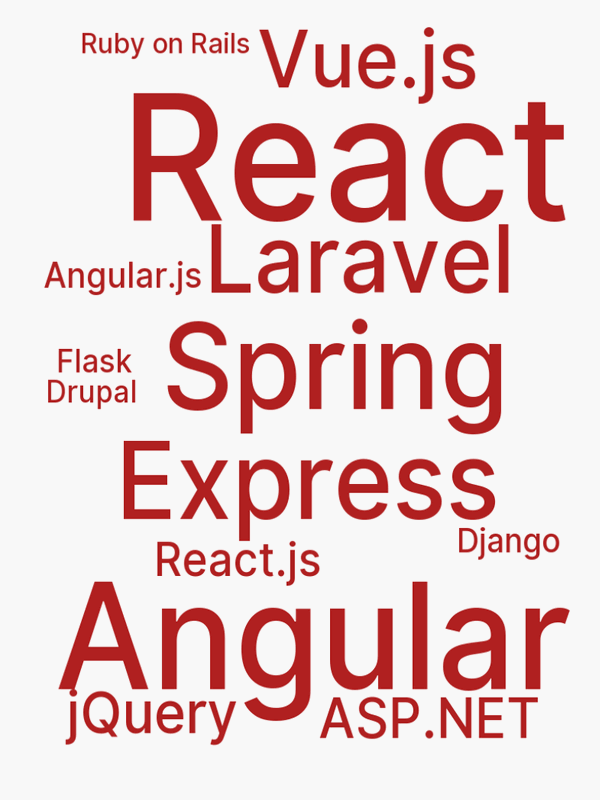 Ruby on Rails
Vue.js
React
Angular.js
Laravel
Flask
Drupal
Spring
Express
Django
React.js
Angular
jQuery
ASP.NET